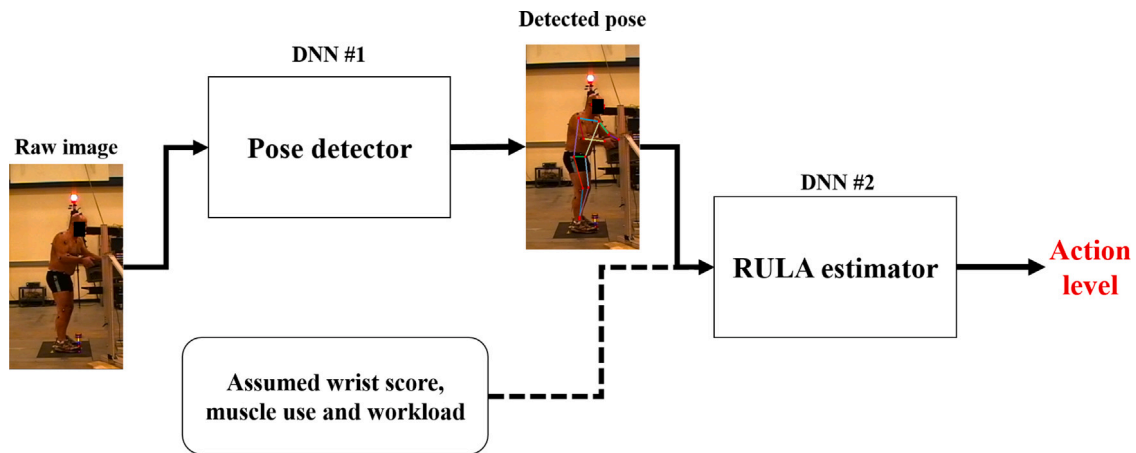 Raw image
DNN #1
Pose detector
Detected pose
Assumed wrist score,
muscle use and workload
DNN #2
RULA estimator
Action
level